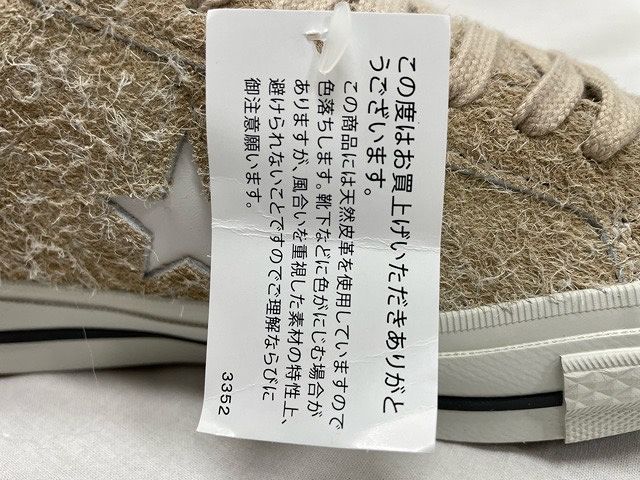 この度はお買上げいただきありがと
うございます。
この商品には天然皮革を使用していますので
色落ちします。靴下などに色がにじむ場合が
ありますが、風合いを重視した素材の特性上、
避けられないことですのでご理解ならびに
御注意願います。
3352